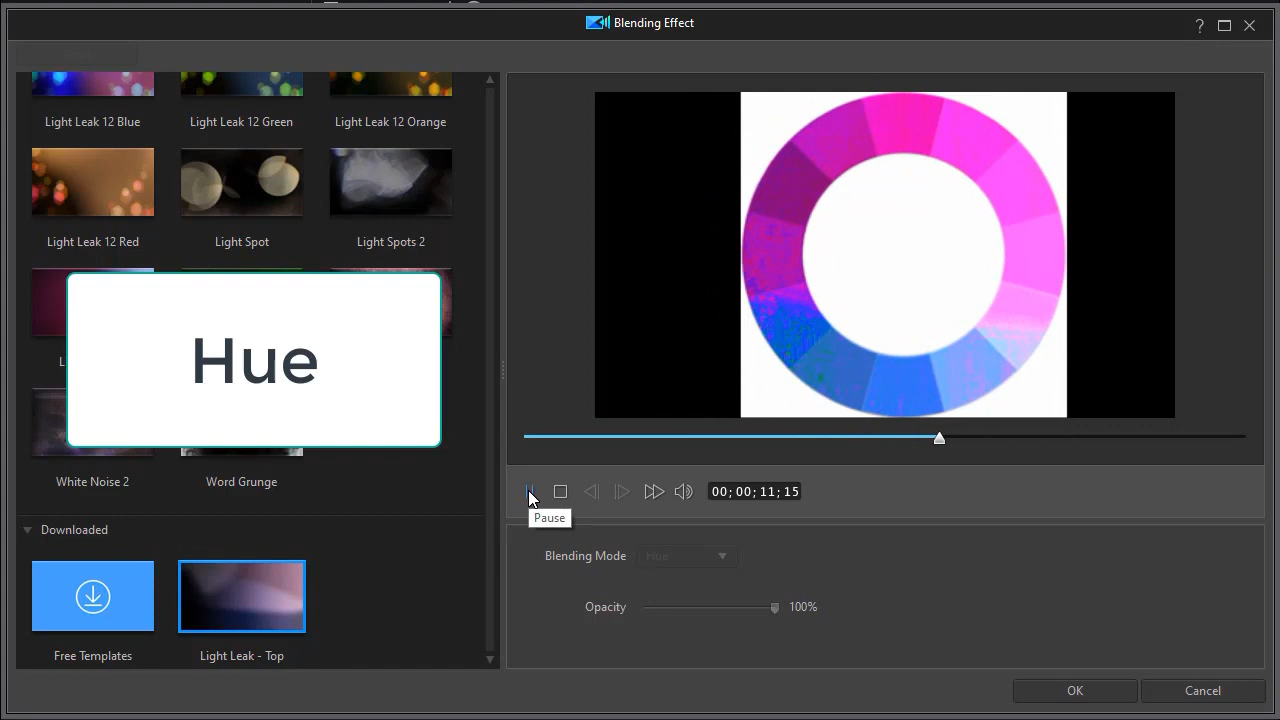 Blending Effect
Light Leak 12 Blue
Light Leak 12 Green
Light Leak 12 Orange
Light Leak 12 Red
Light Spot
Light Spots 2
Hue
White Noise 2
Word Grunge
00; 00; 11; 15
Pause
Blending Mode
Hue
Opacity
100%
Downloaded
Free Templates
Light Leak - Top
OK
Cancel